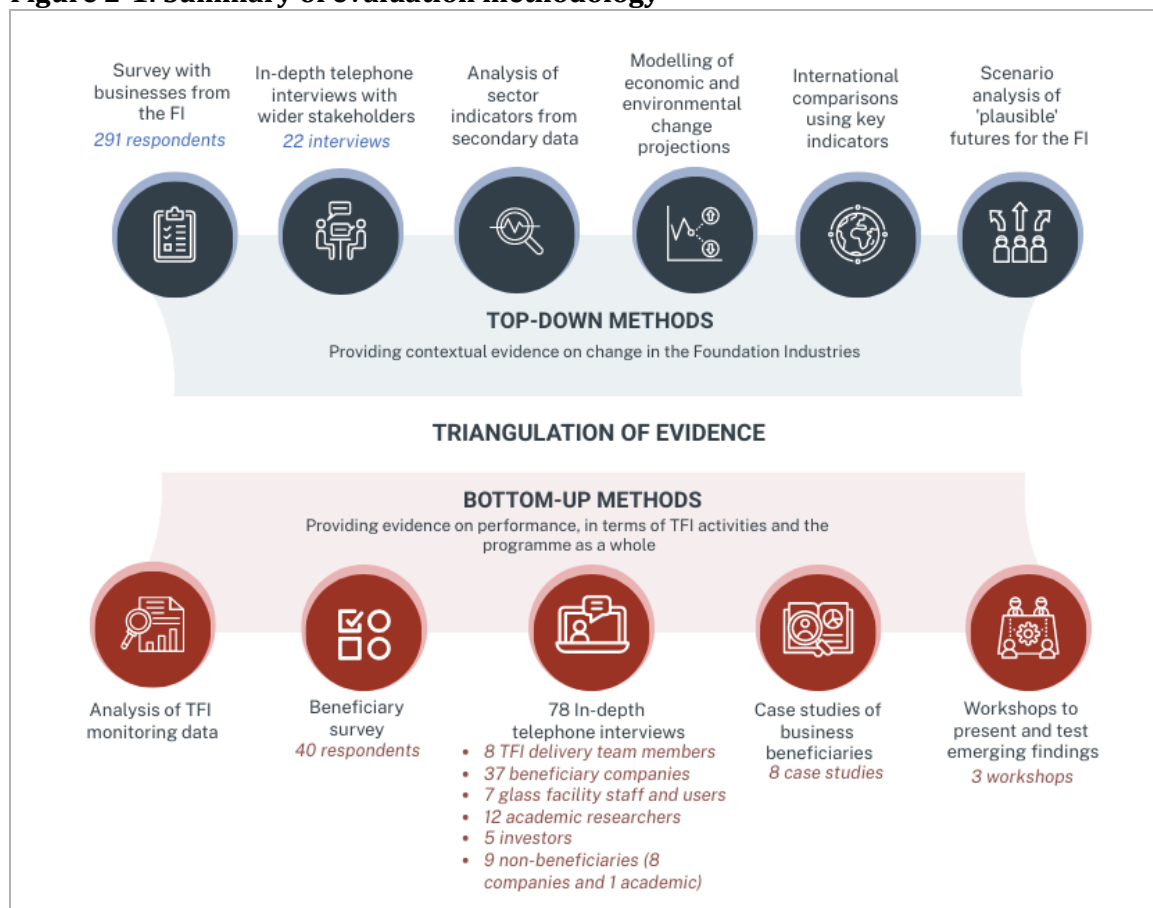 Figure 2-1: Summary of evaluation methodology
Survey with
businesses from
the FI
291 respondents
In-depth telephone
interviews with
wider stakeholders
22 interviews
Analysis of
sector
indicators from
secondary data
Modelling of
economic and
environmental
change
projections
International
comparisons
using key
indicators
Scenario
analysis of
'plausible'
futures for the FI
TOP-DOWN METHODS
Providing contextual evidence on change in the Foundation Industries
TRIANGULATION OF EVIDENCE
BOTTOM-UP METHODS
Providing evidence on performance, in terms of TFI activities and the
programme as a whole
Analysis of TFI
monitoring data
Beneficiary
survey
40 respondents
78 In-depth
telephone interviews
• 8 TFI delivery team members
• 37 beneficiary companies
• 7 glass facility staff and users
• 12 academic researchers
• 5 investors
• 9 non-beneficiaries (8
companies and 1 academic)
Case studies of
business
beneficiaries
8 case studies
Workshops to
present and test
emerging findings
3 workshops